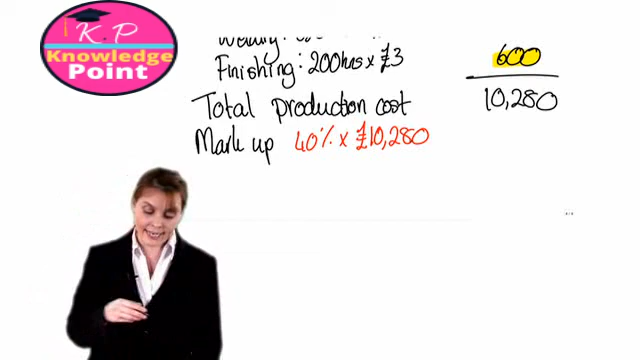 K.P
Knowledge
Point
Finishing: 200hrs x £3 600
Total production cost 10,280
Mark up 40% x £10,280